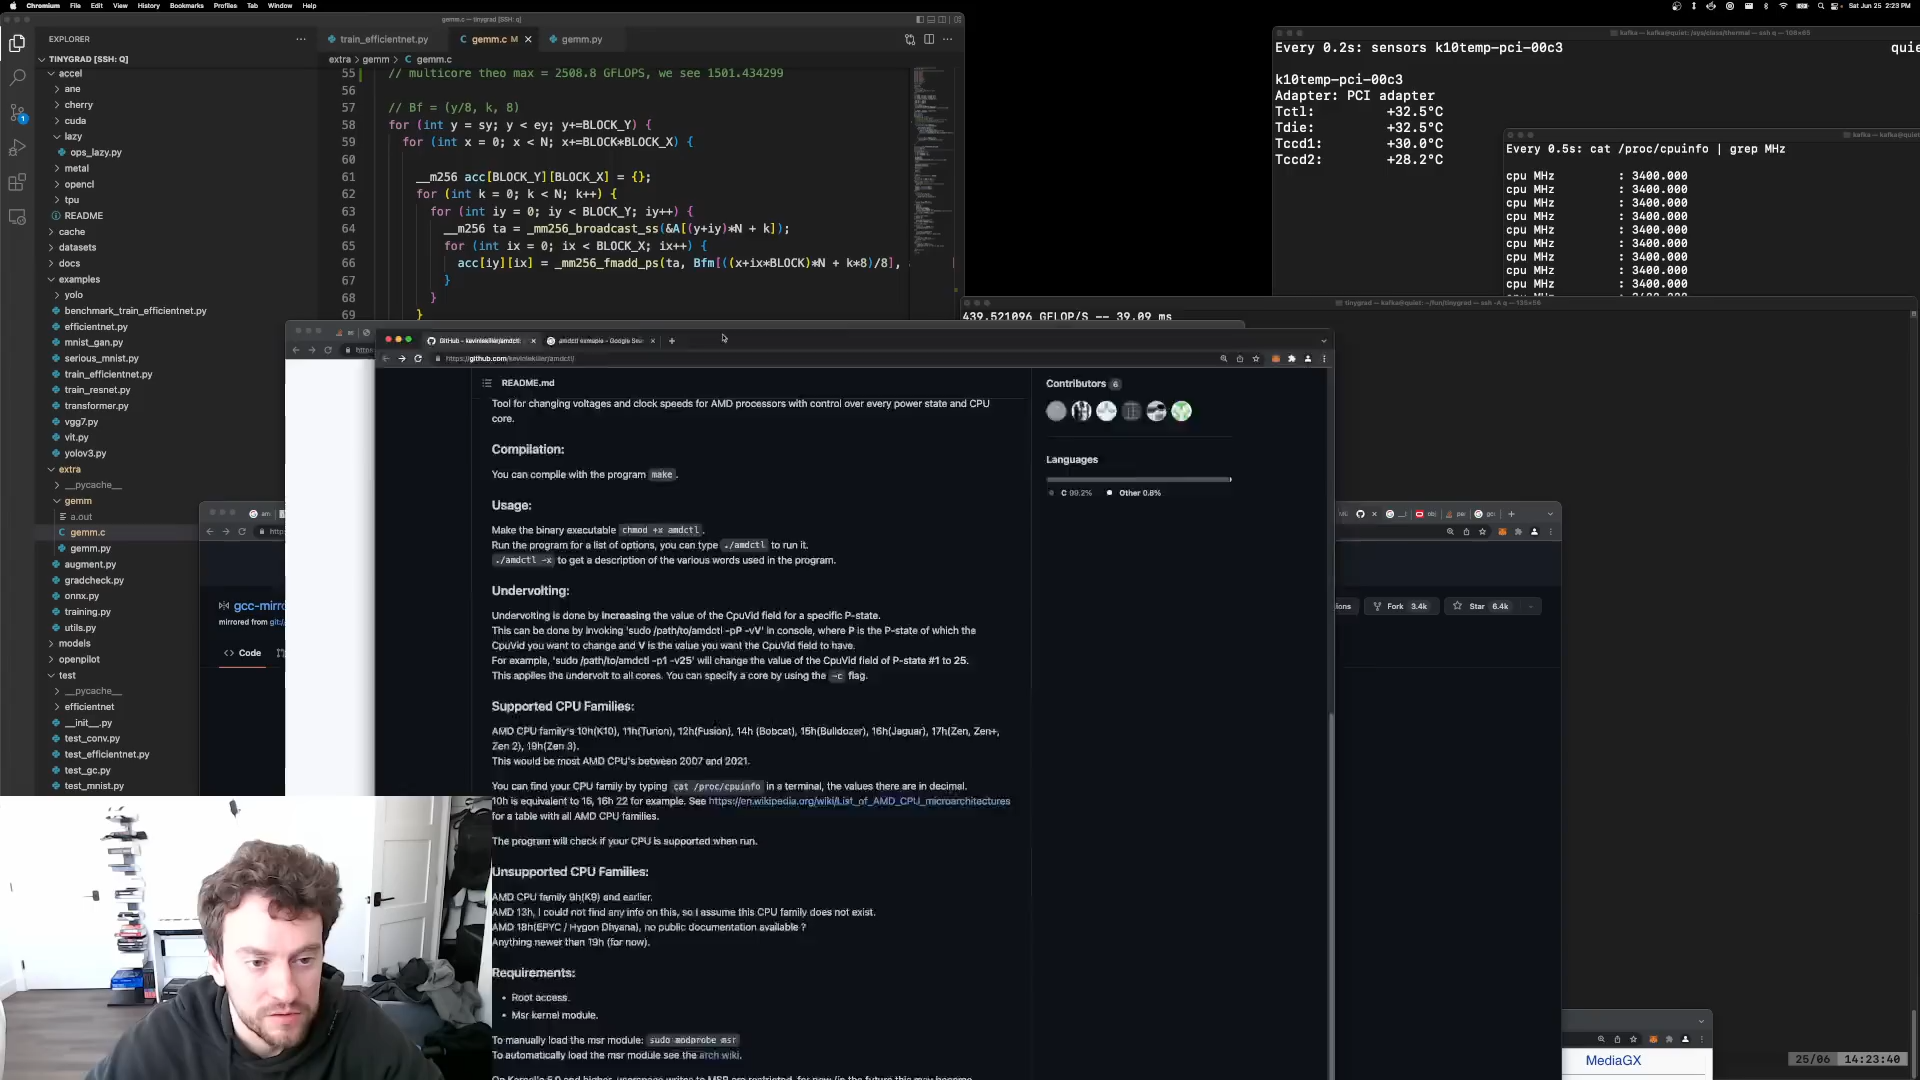 Chromium File Edit View History Bookmarks Profiles Tab Window Help
Sat Jun 25 2:23 PM
gemm.c — tinygrad [SSH: q]
EXPLORER
TINYGRAD [SSH: Q]
accel
ane
cherry
cuda
lazy
ops_lazy.py
metal
opencl
tpu
README
cache
datasets
docs
examples
yolo
benchmark_train_efficientnet.py
efficientnet.py
mnist_gan.py
serious_mnist.py
train_efficientnet.py
train_resnet.py
transformer.py
vgg7.py
vit.py
yolov3.py
extra
__pycache__
gemm
a.out
gemm.c
gemm.py
augment.py
gradcheck.py
onnx.py
training.py
utils.py
models
openpilot
test
__pycache__
efficientnet
__init__.py
test_conv.py
test_efficientnet.py
test_gc.py
test_mnist.py
train_efficientnet.py
gemm.c M
gemm.py
extra > gemm > gemm.c
55 // multicore theo max = 2508.8 GFLOPS, we see 1501.434299
56
57 // Bf = (y/8, k, 8)
58 for (int y = sy; y < ey; y+=BLOCK_Y) {
59 for (int x = 0; x < N; x+=BLOCK*BLOCK_X) {
60
61 __m256 acc[BLOCK_Y][BLOCK_X] = {};
62 for (int k = 0; k < N; k++) {
63 for (int iy = 0; iy < BLOCK_Y; iy++) {
64 __m256 ta = _mm256_broadcast_ss(&A[(y+iy)*N + k]);
65 for (int ix = 0; ix < BLOCK_X; ix++) {
66 acc[iy][ix] = _mm256_fmadd_ps(ta, Bfm[((x+ix*BLOCK)*N + k*8)/8],
67 }
68 }
69 }
Every 0.2s: sensors k10temp-pci-00c3
quie
k10temp-pci-00c3
Adapter: PCI adapter
Tctl: +32.5°C
Tdie: +32.5°C
Tccd1: +30.0°C
Tccd2: +28.2°C
Every 0.5s: cat /proc/cpuinfo | grep MHz
cpu MHz : 3400.000
cpu MHz : 3400.000
cpu MHz : 3400.000
cpu MHz : 3400.000
cpu MHz : 3400.000
cpu MHz : 3400.000
cpu MHz : 3400.000
cpu MHz : 3400.000
cpu MHz : 3400.000
439.521096 GFLOP/S -- 39.09 ms
GitHub - kevinlekiller/amdctl:
amdctl exmaple - Google Sea
https://github.com/kevinlekiller/amdctl
README.md
Tool for changing voltages and clock speeds for AMD processors with control over every power state and CPU
core.
Compilation:
You can compile with the program make.
Usage:
Make the binary executable chmod +x amdctl.
Run the program for a list of options, you can type ./amdctl to run it.
./amdctl -x to get a description of the various words used in the program.
Undervolting:
Undervolting is done by increasing the value of the CpuVid field for a specific P-state.
This can be done by invoking 'sudo /path/to/amdctl -pP -vV' in console, where P is the P-state of which the
CpuVid you want to change and V is the value you want the CpuVid field to have.
For example, 'sudo /path/to/amdctl -p1 -v25' will change the value of the CpuVid field of P-state #1 to 25.
This applies the undervolt to all cores. You can specify a core by using the -c flag.
Supported CPU Families:
AMD CPU family's 10h(K10), 11h(Turion), 12h(Fusion), 14h (Bobcat), 15h(Bulldozer), 16h(Jaguar), 17h(Zen, Zen+,
Zen 2), 19h(Zen 3).
This would be most AMD CPU's between 2007 and 2021.
You can find your CPU family by typing cat /proc/cpuinfo in a terminal, the values there are in decimal.
10h is equivalent to 16, 16h 22 for example. See https://en.wikipedia.org/wiki/List_of_AMD_CPU_microarchitectures
for a table with all AMD CPU families.
The program will check if your CPU is supported when run.
Unsupported CPU Families:
AMD CPU family 9h(K9) and earlier.
AMD 13h, I could not find any info on this, so I assume this CPU family does not exist.
AMD 18h(EPYC / Hygon Dhyana), no public documentation available ?
Anything newer than 19h (for now).
Requirements:
Root access.
Msr kernel module.
To manually load the msr module: sudo modprobe msr
To automatically load the msr module see the arch wiki.
Contributors 6
Languages
C 99.2% Other 0.8%
gcc-mirro
mirrored from git:/
Code
ions
Fork 3.4k
Star 6.4k
MediaGX
25/06 14:23:40